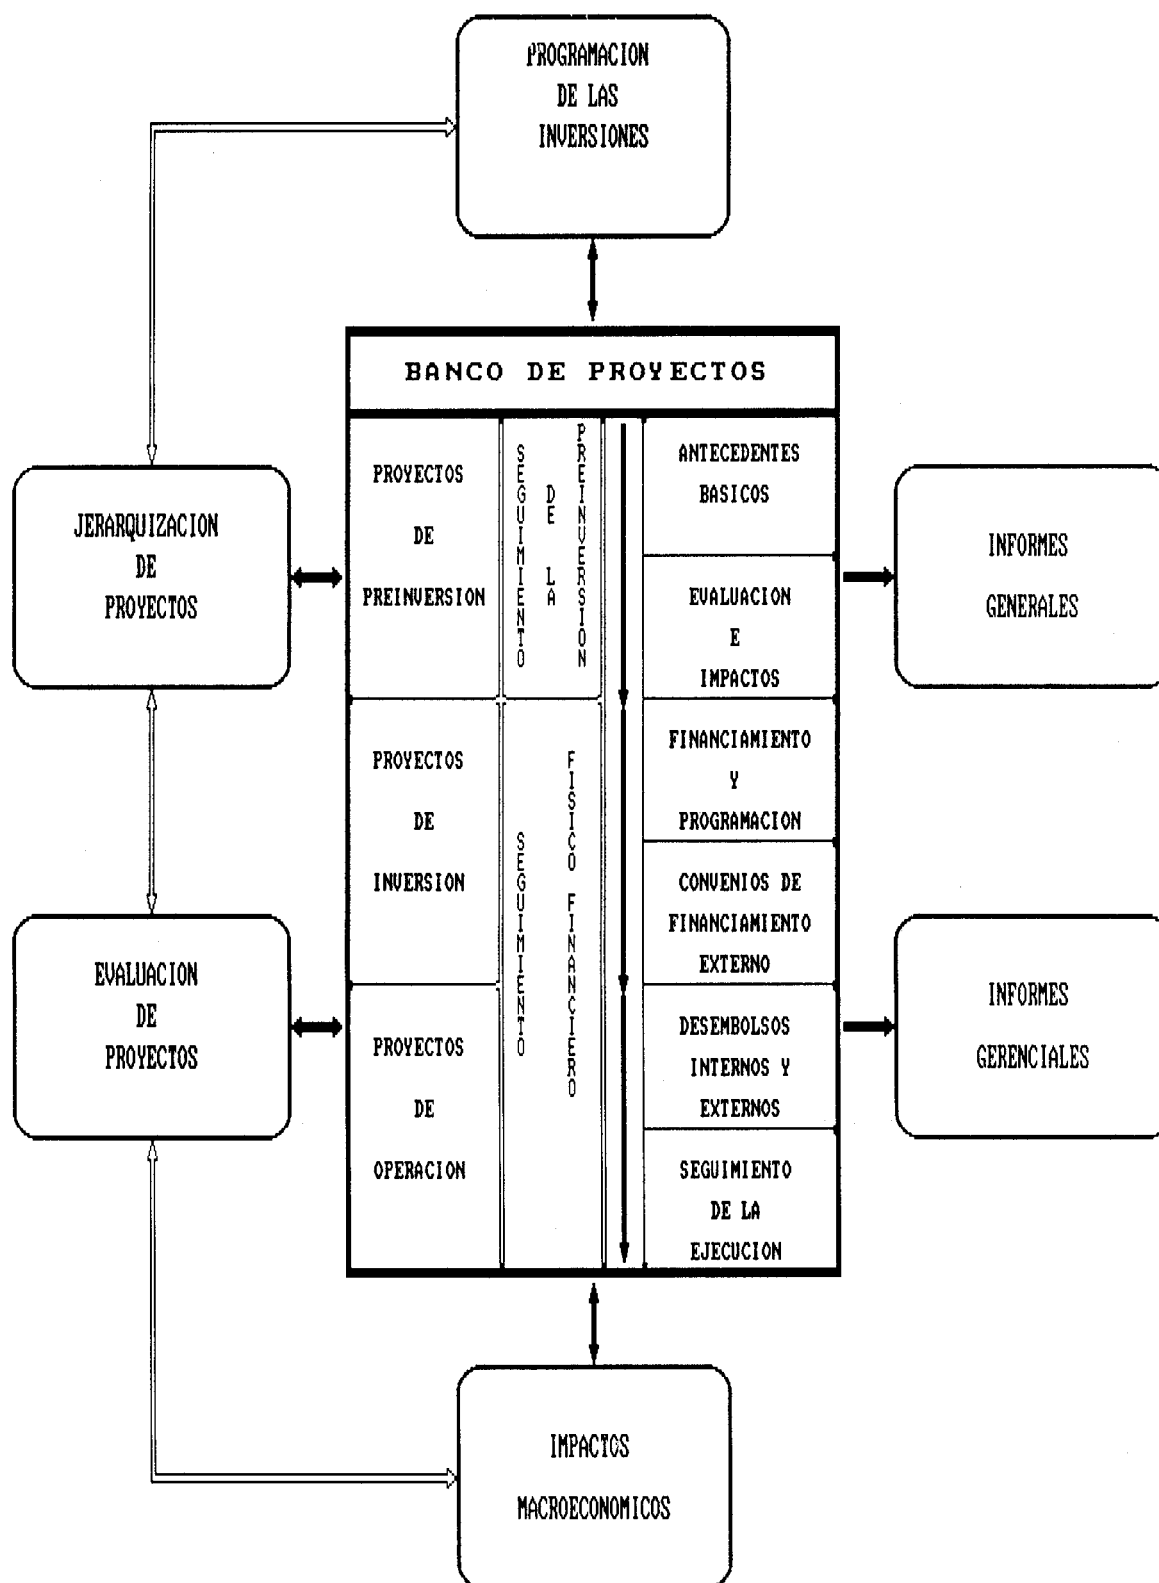 PROGRAMACION
DE LAS
INVERSIONES
BANCO DE PROYECTOS
PROYECTOS
DE
PREINVERSION
SEGUIMIENTO
DE LA
PREINVERSION
ANTECEDENTES
BASICOS
EVALUACION
E
IMPACTOS
JERARQUIZACION
DE
PROYECTOS
INFORMES
GENERALES
PROYECTOS
DE
INVERSION
SEGUIMIENTO
FISICO FINANCIERO
FINANCIAMIENTO
Y
PROGRAMACION
CONVENIOS DE
FINANCIAMIENTO
EXTERNO
EVALUACION
DE
PROYECTOS
INFORMES
GERENCIALES
PROYECTOS
DE
OPERACION
DESEMBOLSOS
INTERNOS Y
EXTERNOS
SEGUIMIENTO
DE LA
EJECUCION
IMPACTOS
MACROECONOMICOS